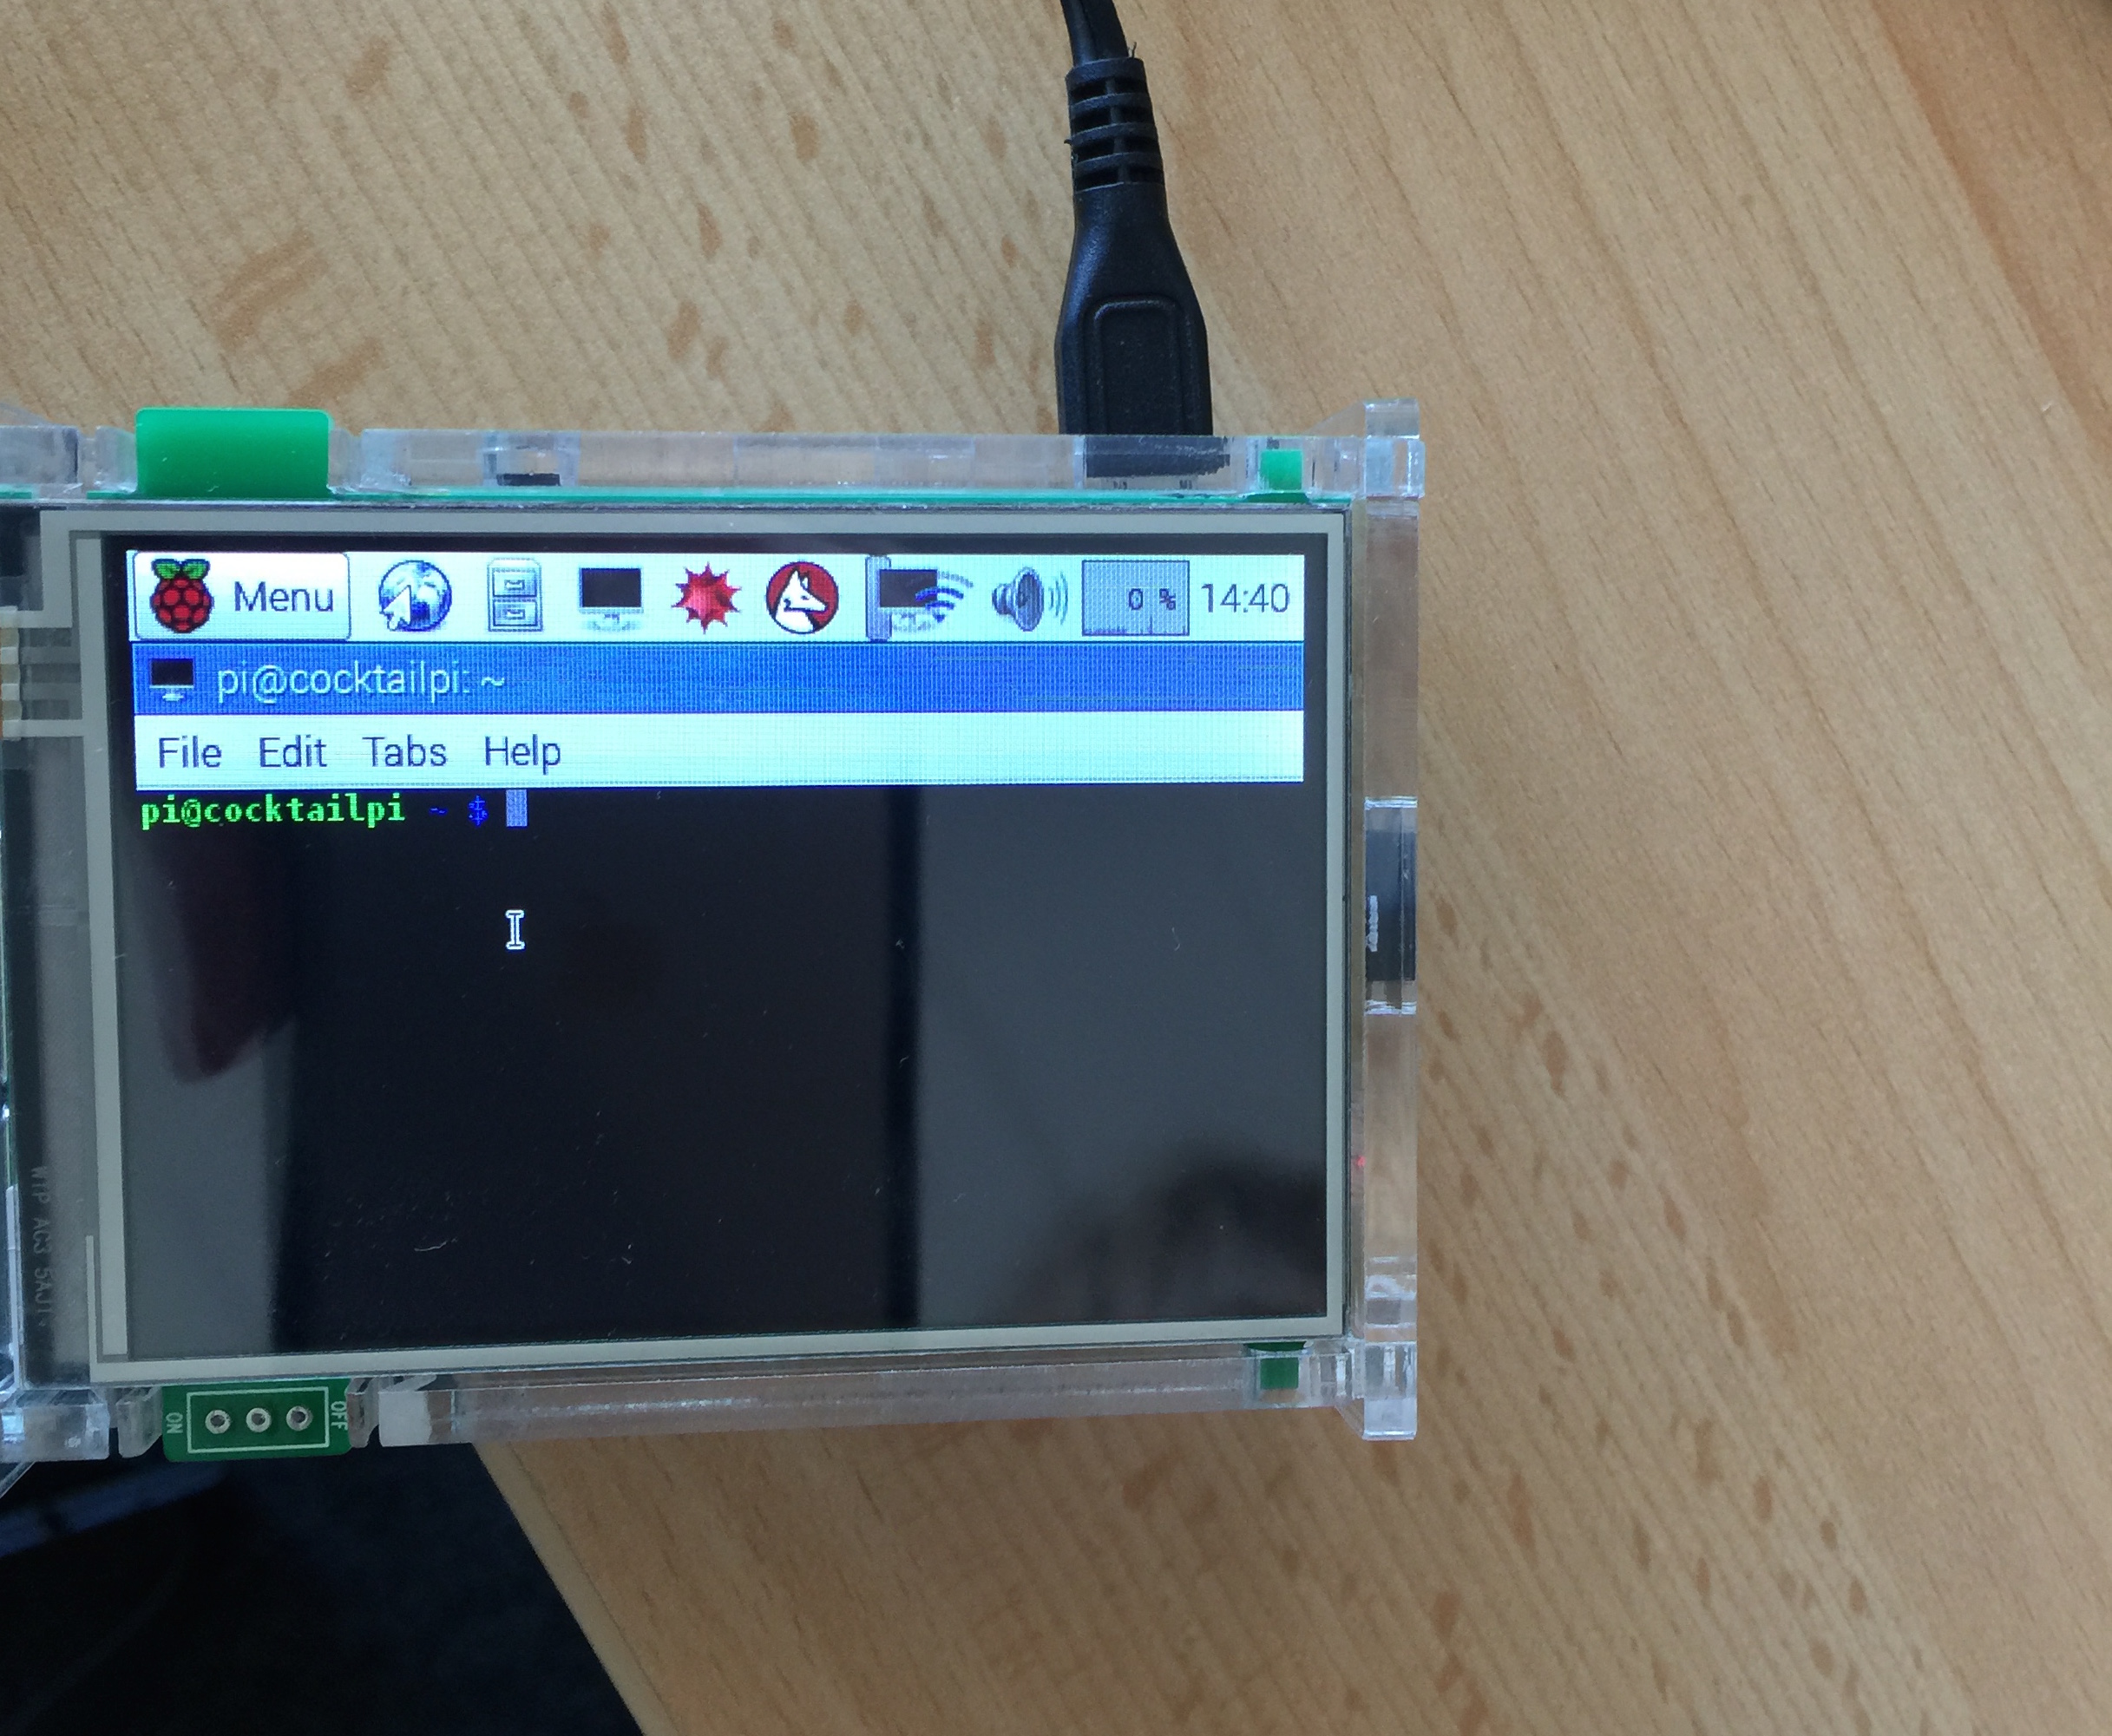 Menu 0 % 14:40
pi@cocktailpi: ~
File Edit Tabs Help
pi@cocktailpi ~ $
ON OFF